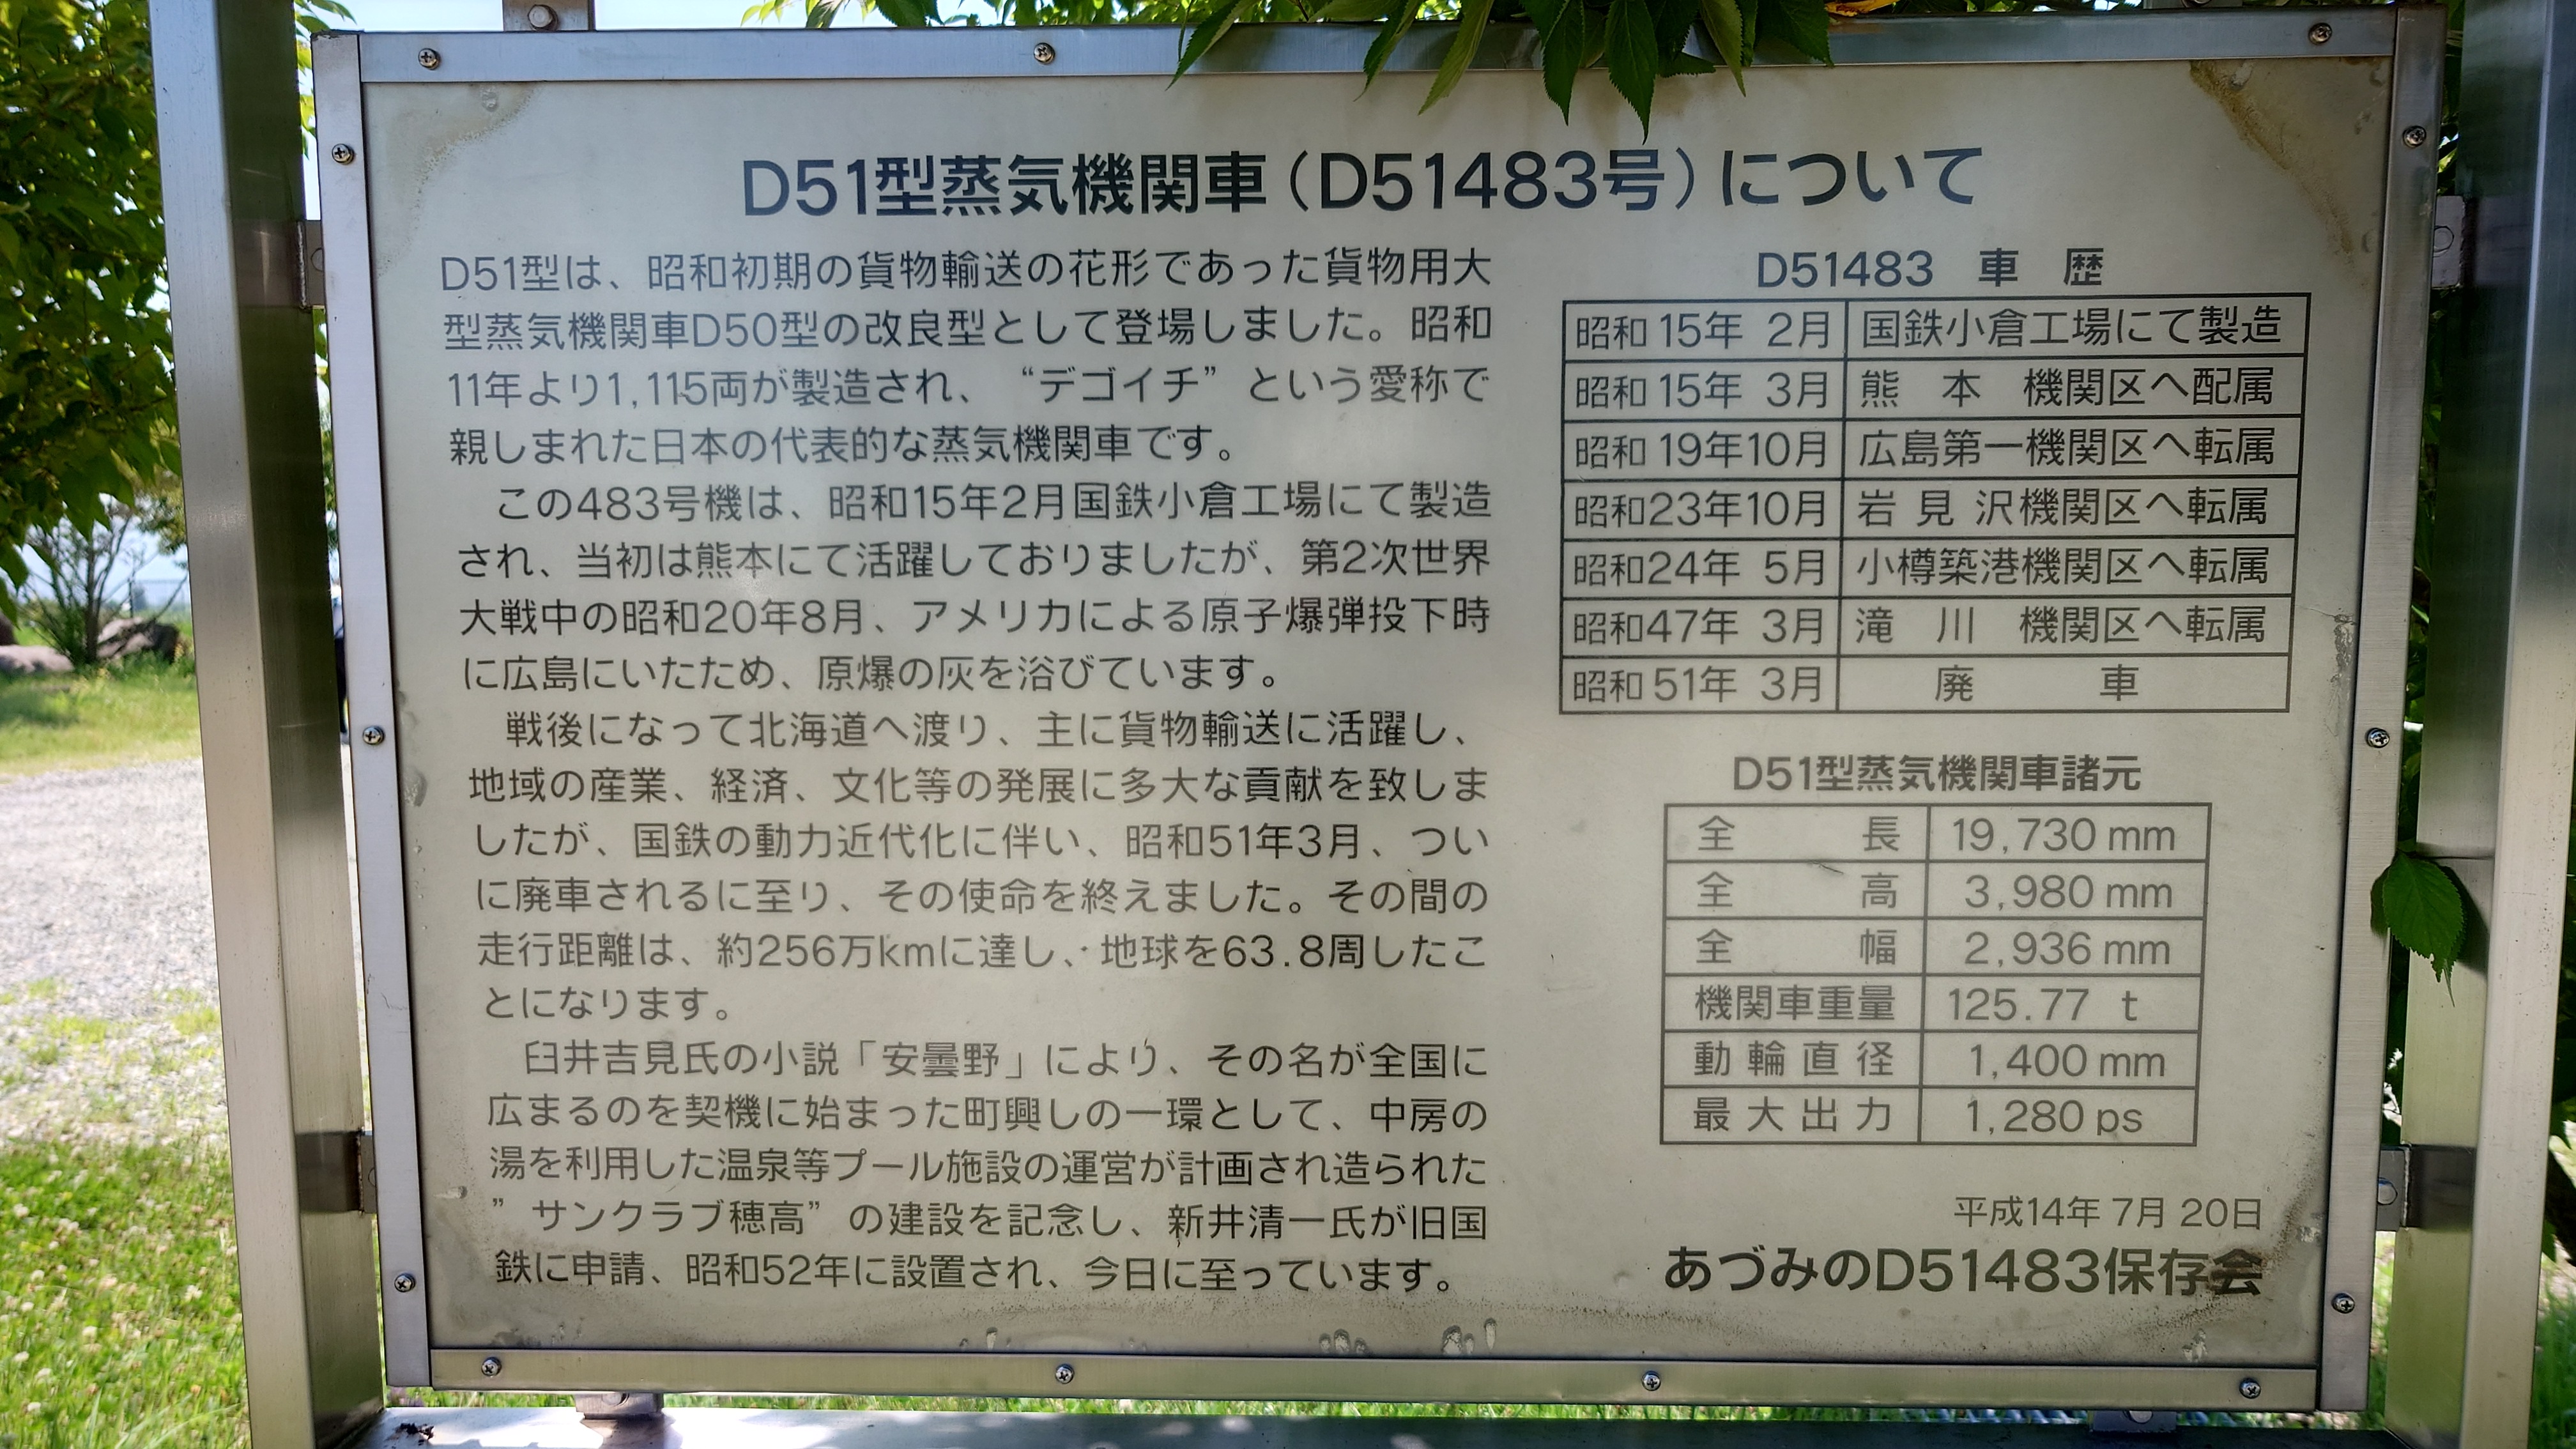 D51型蒸気機関車（D51483号）について
D51型は、昭和初期の貨物輸送の花形であった貨物用大
型蒸気機関車D50型の改良型として登場しました。昭和
11年より1,115両が製造され、“デゴイチ”という愛称で
親しまれた日本の代表的な蒸気機関車です。
この483号機は、昭和15年2月国鉄小倉工場にて製造
され、当初は熊本にて活躍しておりましたが、第2次世界
大戦中の昭和20年8月、アメリカによる原子爆弾投下時
に広島にいたため、原爆の灰を浴びています。
戦後になって北海道へ渡り、主に貨物輸送に活躍し、
地域の産業、経済、文化等の発展に多大な貢献を致しま
したが、国鉄の動力近代化に伴い、昭和51年3月、つい
に廃車されるに至り、その使命を終えました。その間の
走行距離は、約256万kmに達し、地球を63.8周したこ
とになります。
臼井吉見氏の小説「安曇野」により、その名が全国に
広まるのを契機に始まった町興しの一環として、中房の
湯を利用した温泉等プール施設の運営が計画され造られた
”サンクラブ穂高”の建設を記念し、新井清一氏が旧国
鉄に申請、昭和52年に設置され、今日に至っています。
D51483 車 歴
昭和 15年 2月 国鉄小倉工場にて製造
昭和 15年 3月 熊 本 機関区へ配属
昭和 19年10月 広島第一機関区へ転属
昭和23年10月 岩見沢機関区へ転属
昭和24年 5月 小樽築港機関区へ転属
昭和47年 3月 滝 川 機関区へ転属
昭和 51年 3月 廃 車
D51型蒸気機関車諸元
全 長 19,730 mm
全 高 3,980 mm
全 幅 2,936 mm
機関車重量 125.77 t
動輪直径 1,400 mm
最大出力 1,280 ps
平成14年 7月 20日
あづみのD51483保存会